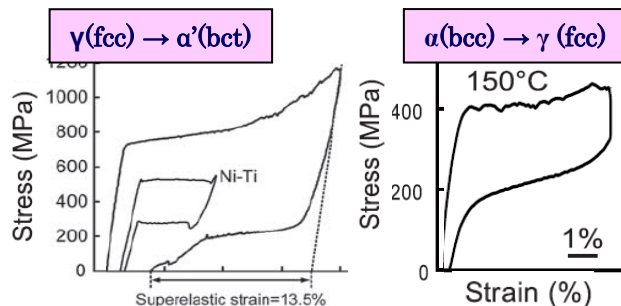 γ(fcc) → α’(bct)
α(bcc) → γ (fcc)
1200
1000
800
600
400
200
0
Stress (MPa)
Ni-Ti
Superelastic strain=13.5%
150°C
400
200
0
Stress (MPa)
1%
Strain (%)